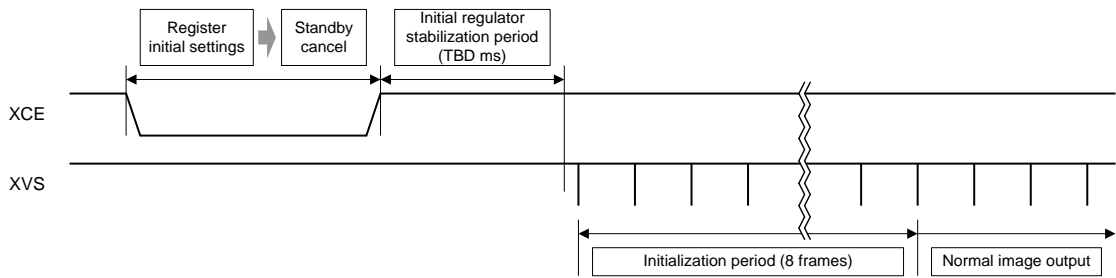 Register
initial settings
Standby
cancel
Initial regulator
stabilization period
(TBD ms)
XCE
XVS
Initialization period (8 frames)
Normal image output